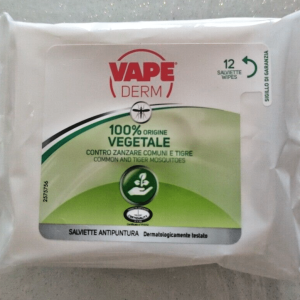 VAPE
DERM
12
SALVIETTE
WIPES
SIGILLO DI GARANZIA
100% ORIGINE
VEGETALE
CONTRO ZANZARE COMUNI E TIGRE
COMMON AND TIGER MOSQUITOES
2575756
SALVIETTE ANTIPUNTURA Dermatologicamente testate